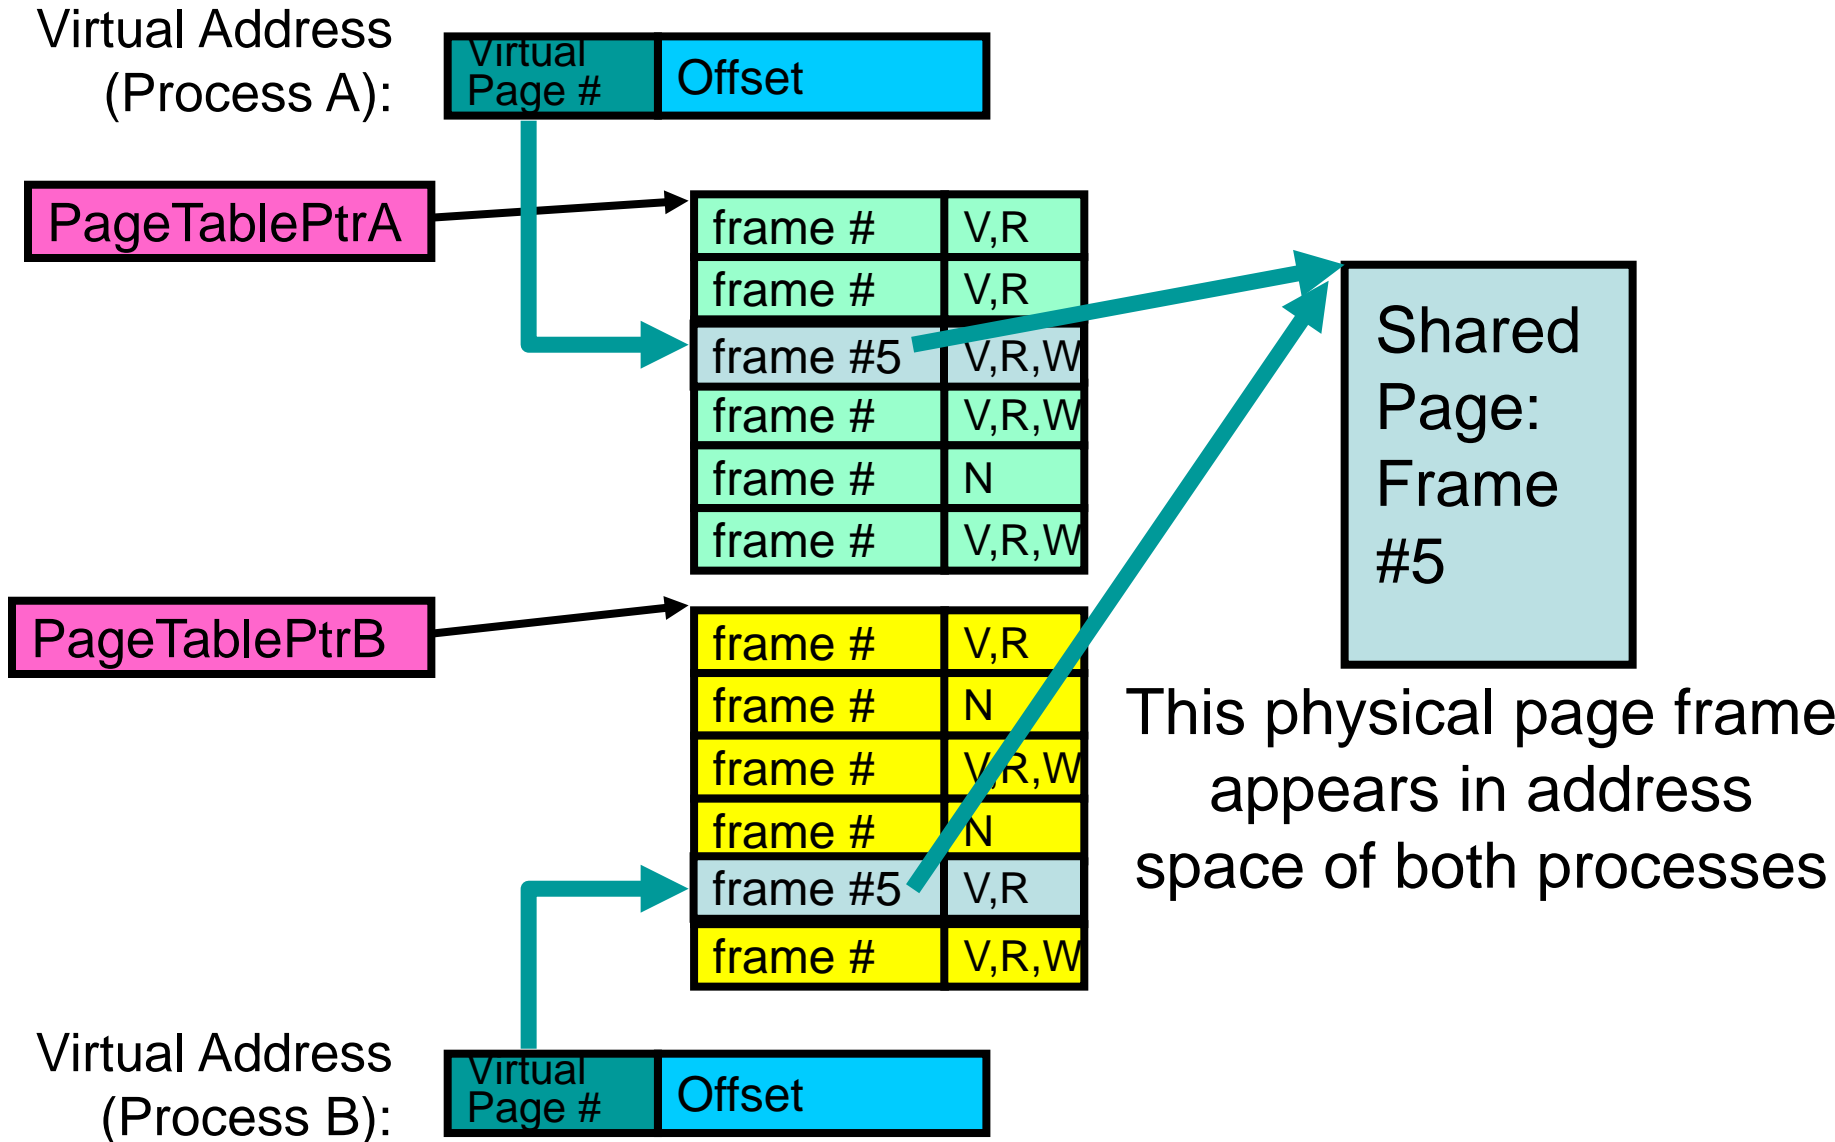 Virtual Address
(Process A):
Virtual
Page #
Offset
PageTablePtrA
frame #
V,R
frame #
V,R
frame #5
V,R,W
frame #
V,R,W
frame #
N
frame #
V,R,W
Shared
Page:
Frame
#5
PageTablePtrB
frame #
V,R
frame #
N
frame #
V,R,W
frame #
N
frame #5
V,R
frame #
V,R,W
This physical page frame
appears in address
space of both processes
Virtual Address
(Process B):
Virtual
Page #
Offset